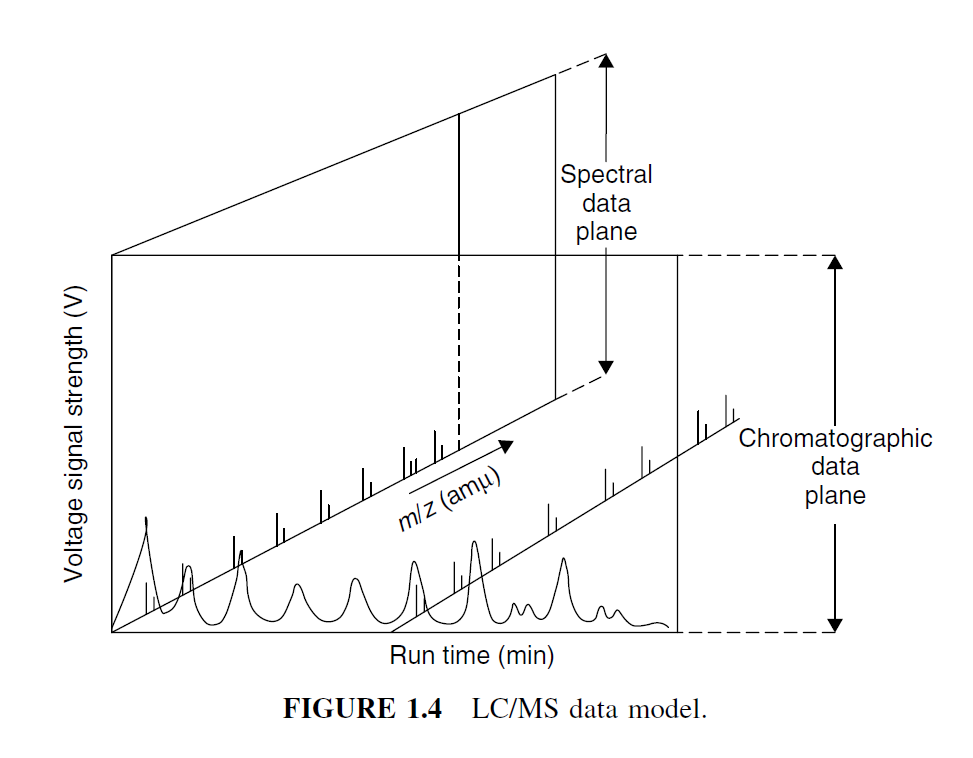 Spectral
data
plane
Voltage signal strength (V)
Chromatographic
data
plane
m/z (amμ)
Run time (min)
FIGURE 1.4 LC/MS data model.